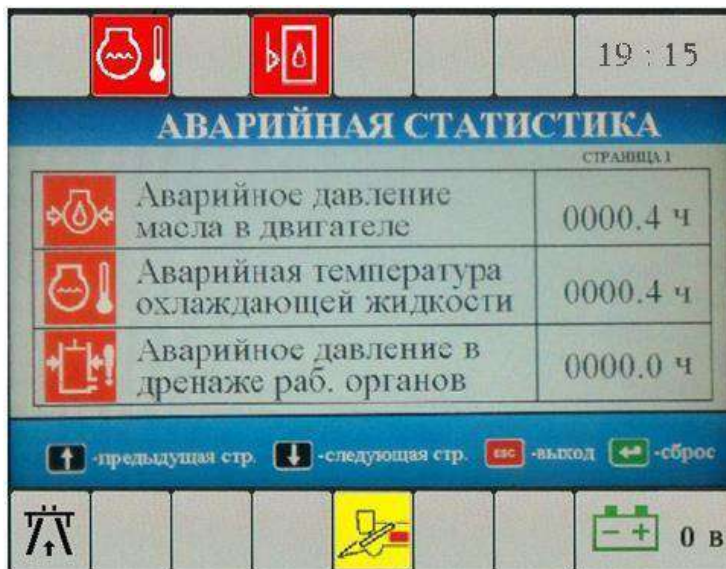 19 : 15
АВАРИЙНАЯ СТАТИСТИКА
СТРАНИЦА 1
Аварийное давление
масла в двигателе
0000.4 ч
Аварийная температура
охлаждающей жидкости
0000.4 ч
Аварийное давление в
дренаже раб. органов
0000.0 ч
-предыдущая стр. -следующая стр. ESC -выход -сброс
0 в